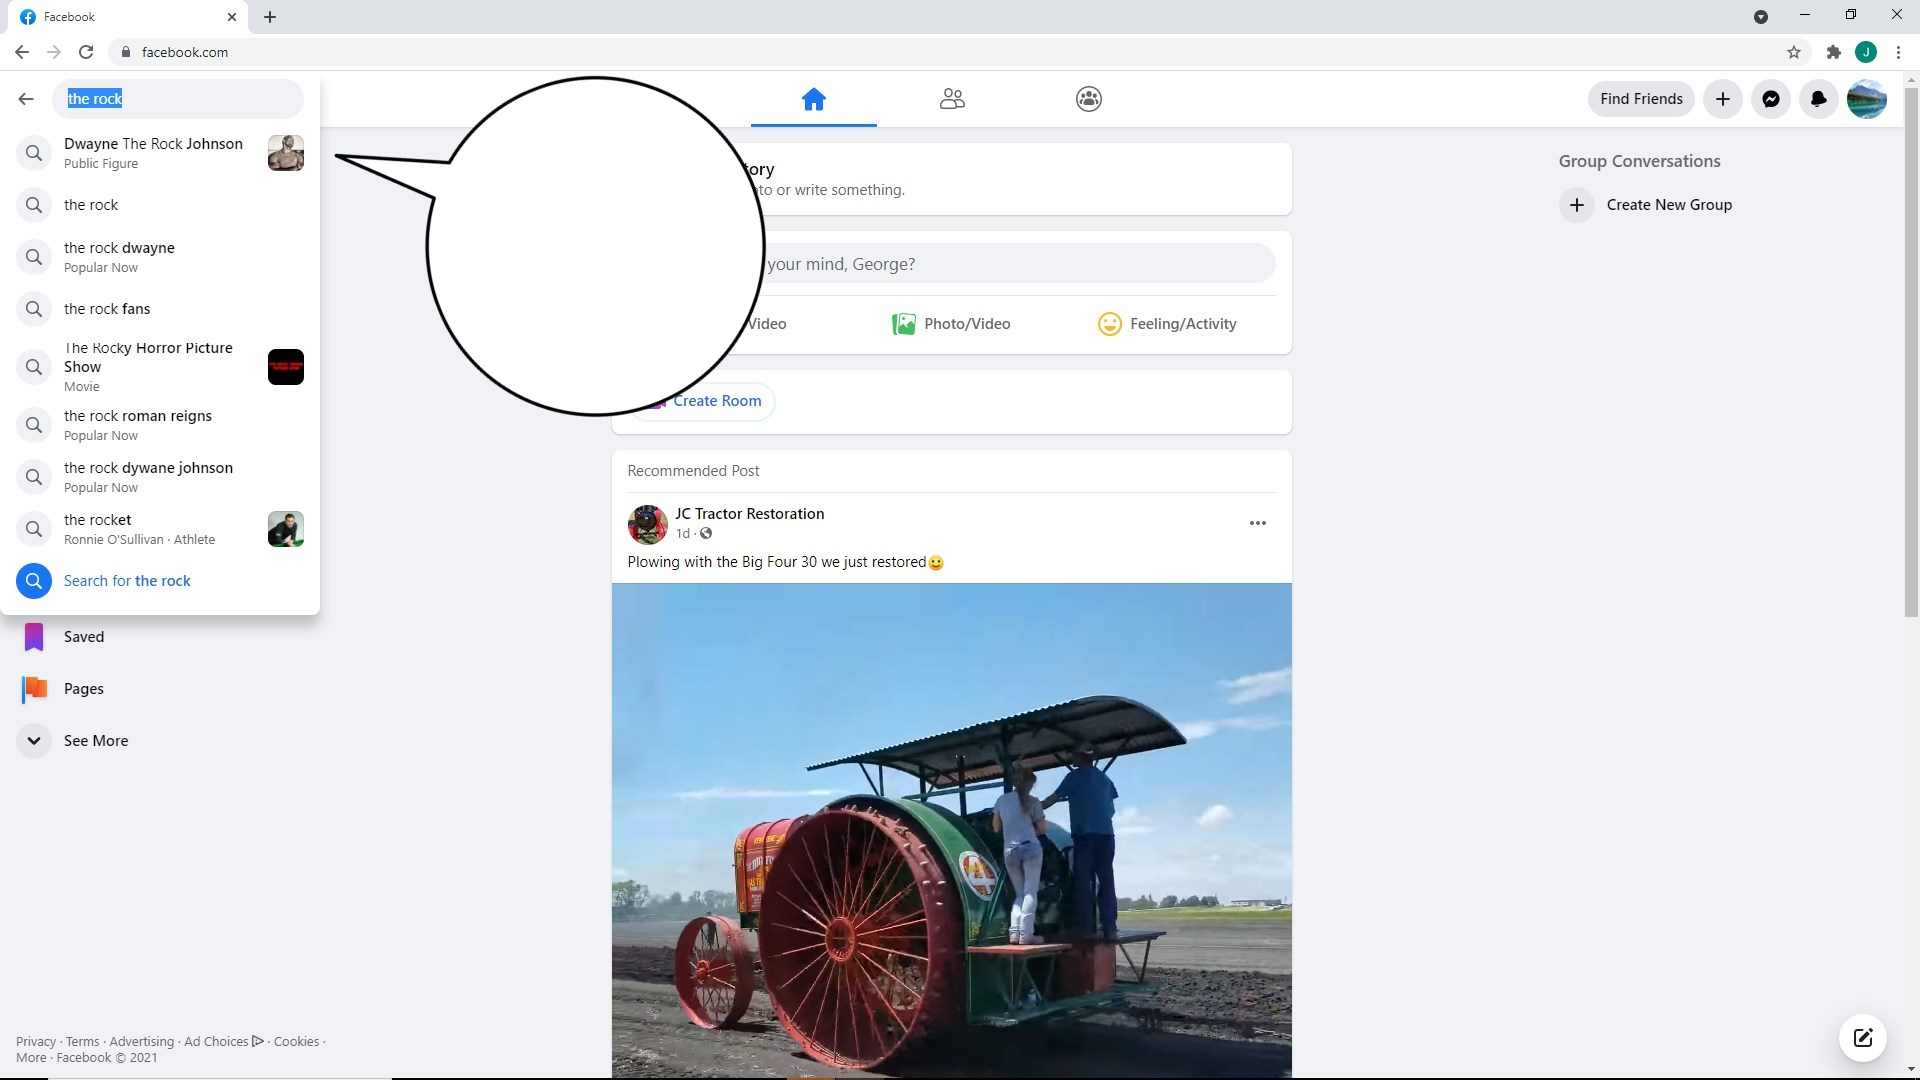 Facebook
facebook.com
J
the rock
Find Friends
Dwayne The Rock Johnson
Public Figure
the rock
the rock dwayne
Popular Now
the rock fans
The Rocky Horror Picture
Show
Movie
the rock roman reigns
Popular Now
the rock dywane johnson
Popular Now
the rocket
Ronnie O'Sullivan · Athlete
Search for the rock
Saved
Pages
See More
Privacy · Terms · Advertising · Ad Choices · Cookies ·
More · Facebook © 2021
tory
to or write something.
your mind, George?
Video
Photo/Video
Feeling/Activity
Create Room
Recommended Post
JC Tractor Restoration
1d ·
Plowing with the Big Four 30 we just restored😀
Group Conversations
Create New Group